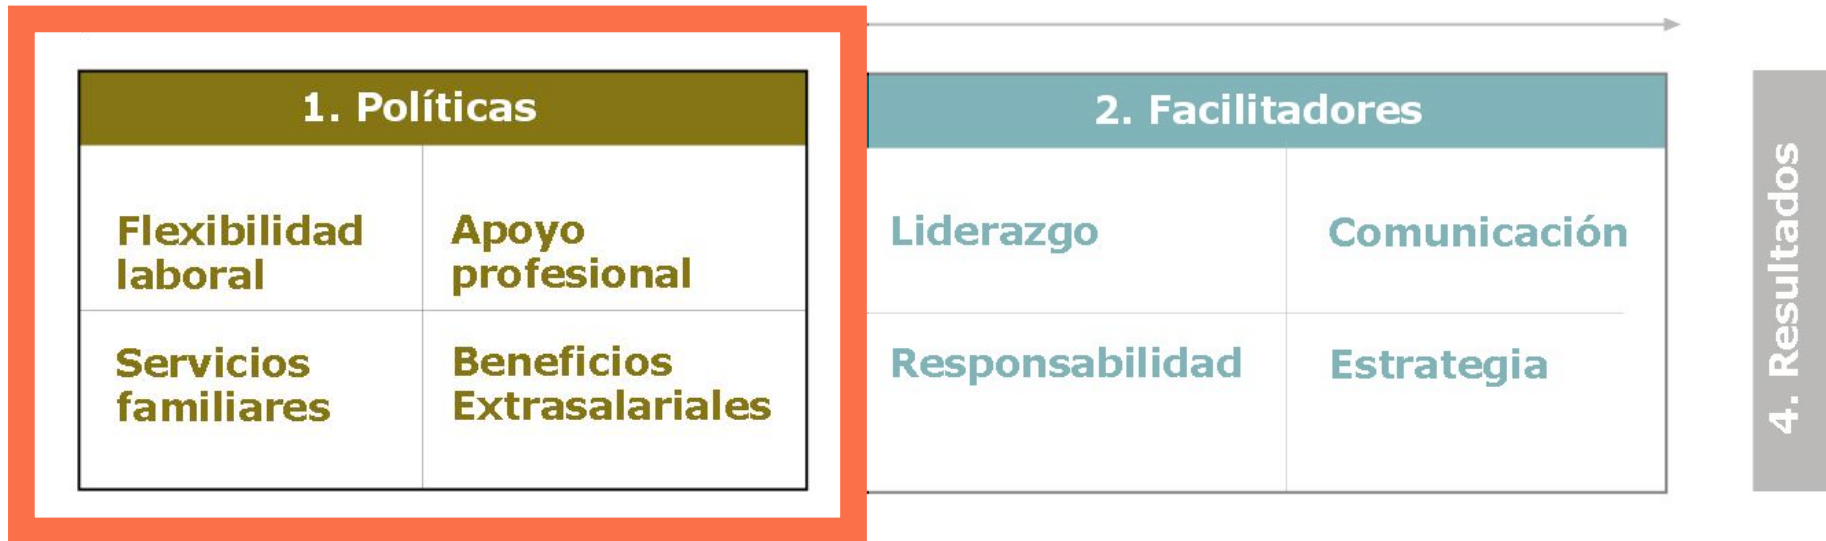 1. Políticas
Flexibilidad
laboral
Apoyo
profesional
Servicios
familiares
Beneficios
Extrasalariales
2. Facilitadores
Liderazgo
Comunicación
Responsabilidad
Estrategia
4. Resultados